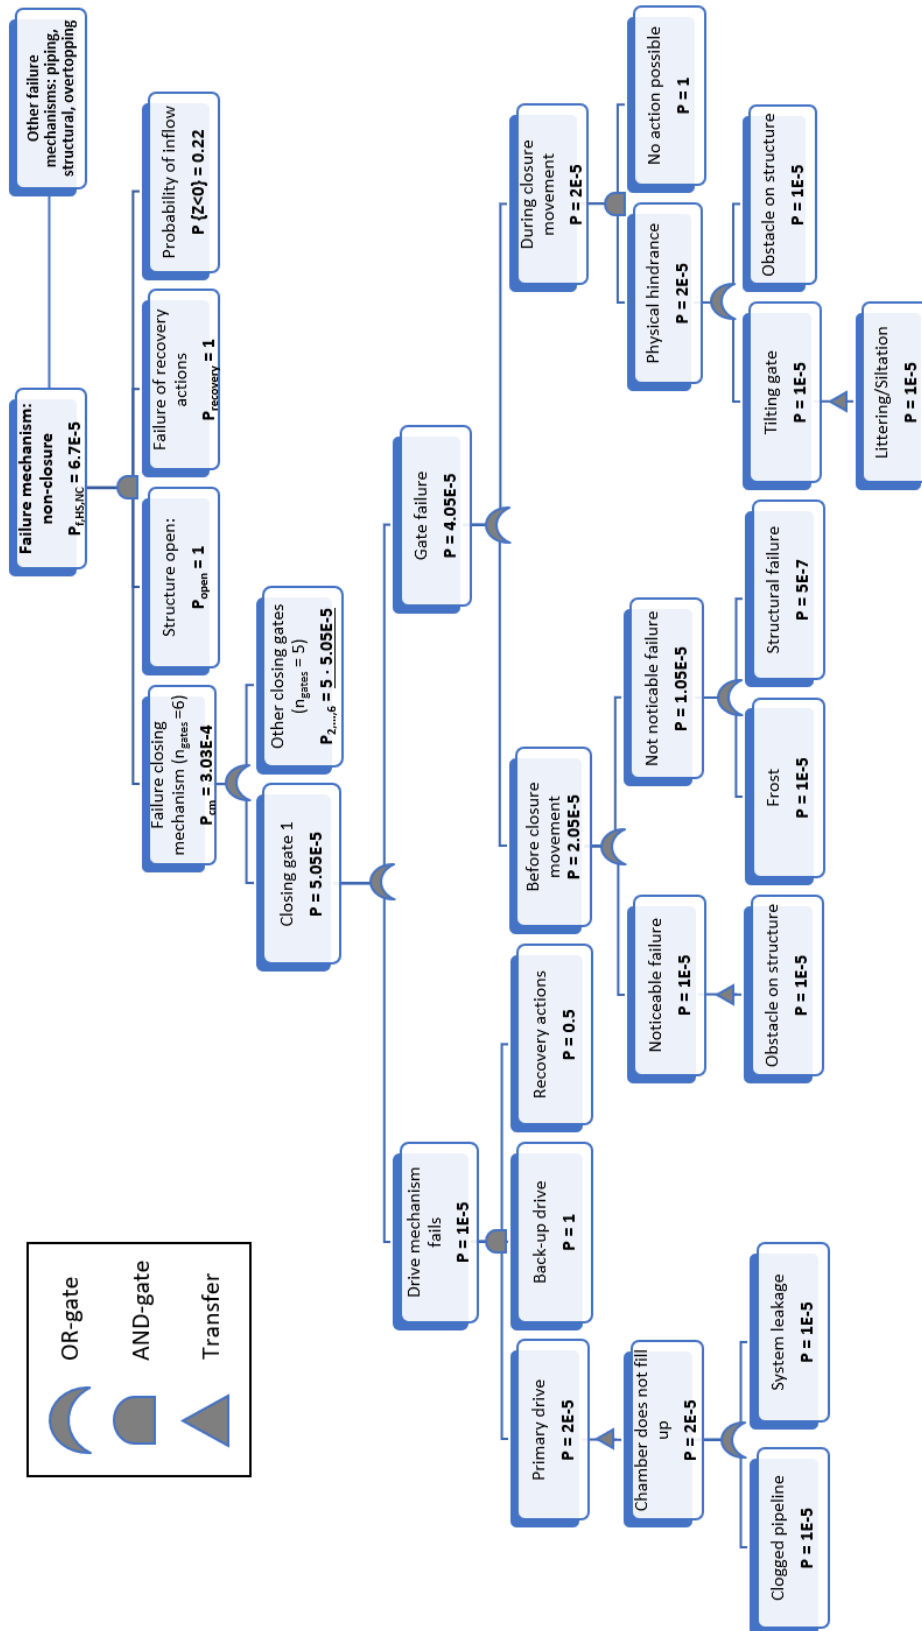 Failure mechanism:
non-closure
P_f,HS,NC = 6.7E-5
Other failure
mechanisms: piping,
structural, overtopping
Failure closing
mechanism (n_gates =6)
P_cm = 3.03E-4
Structure open:
P_open = 1
Failure of recovery
actions
P_recovery = 1
Probability of inflow
P {Z<0} = 0.22
Closing gate 1
P = 5.05E-5
Other closing gates
(n_gates = 5)
P_2,...,6 = 5 · 5.05E-5
Drive mechanism
fails
P = 1E-5
Gate failure
P = 4.05E-5
Primary drive
P = 2E-5
Back-up drive
P = 1
Recovery actions
P = 0.5
Before closure
movement
P = 2.05E-5
During closure
movement
P = 2E-5
Chamber does not fill
up
P = 2E-5
Noticeable failure
P = 1E-5
Not noticable failure
P = 1.05E-5
Physical hindrance
P = 2E-5
No action possible
P = 1
Clogged pipeline
P = 1E-5
System leakage
P = 1E-5
Obstacle on structure
P = 1E-5
Frost
P = 1E-5
Structural failure
P = 5E-7
Tilting gate
P = 1E-5
Obstacle on structure
P = 1E-5
Littering/Siltation
P = 1E-5
OR-gate
AND-gate
Transfer